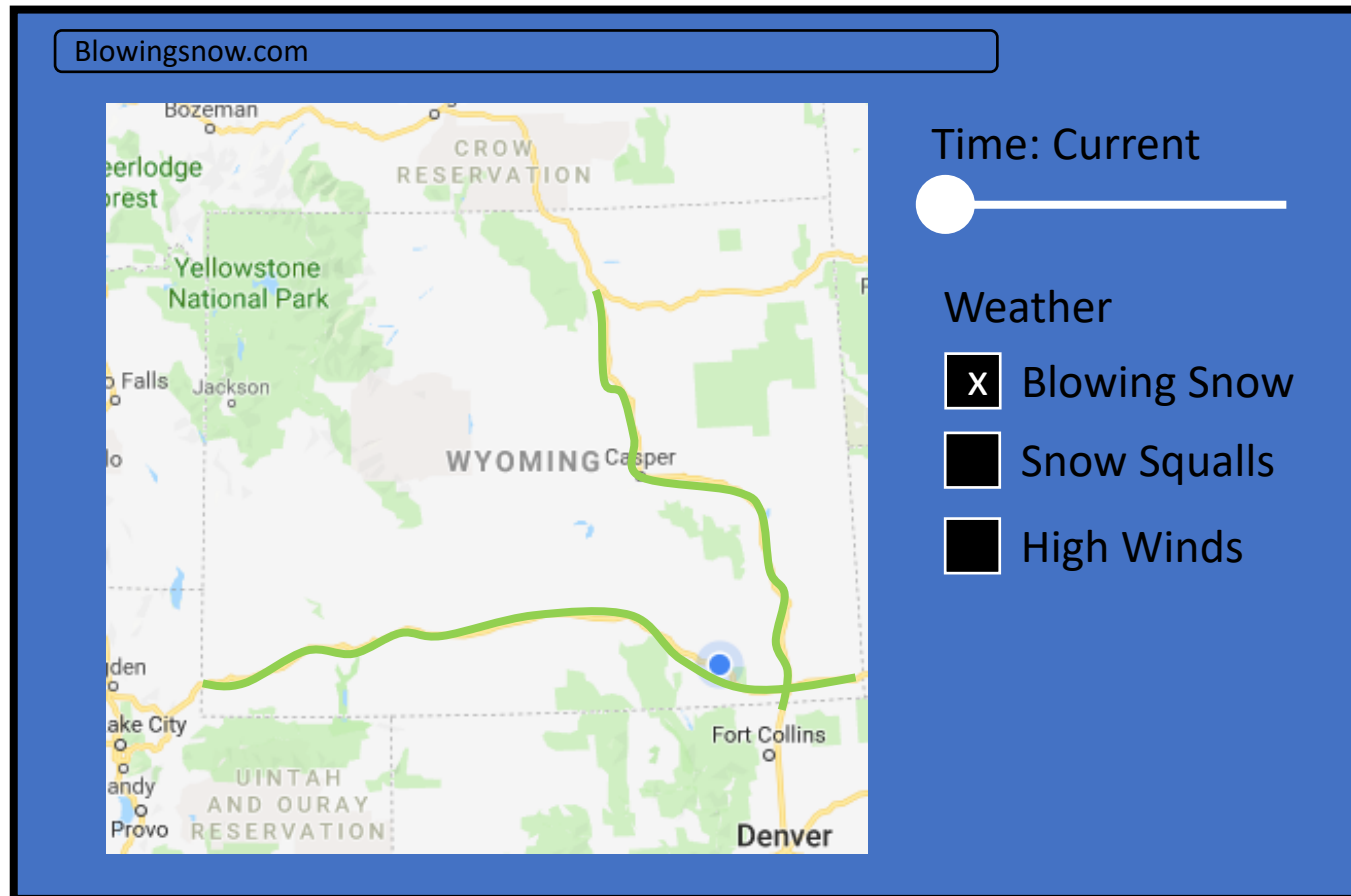 Blowingsnow.com
Bozeman
CROW
RESERVATION
eerlodge
orest
Yellowstone
National Park
Falls
Jackson
lo
WYOMING
Casper
den
ake City
andy
Provo
UINTAH
AND OURAY
RESERVATION
Fort Collins
Denver
Time: Current
Weather
x Blowing Snow
Snow Squalls
High Winds